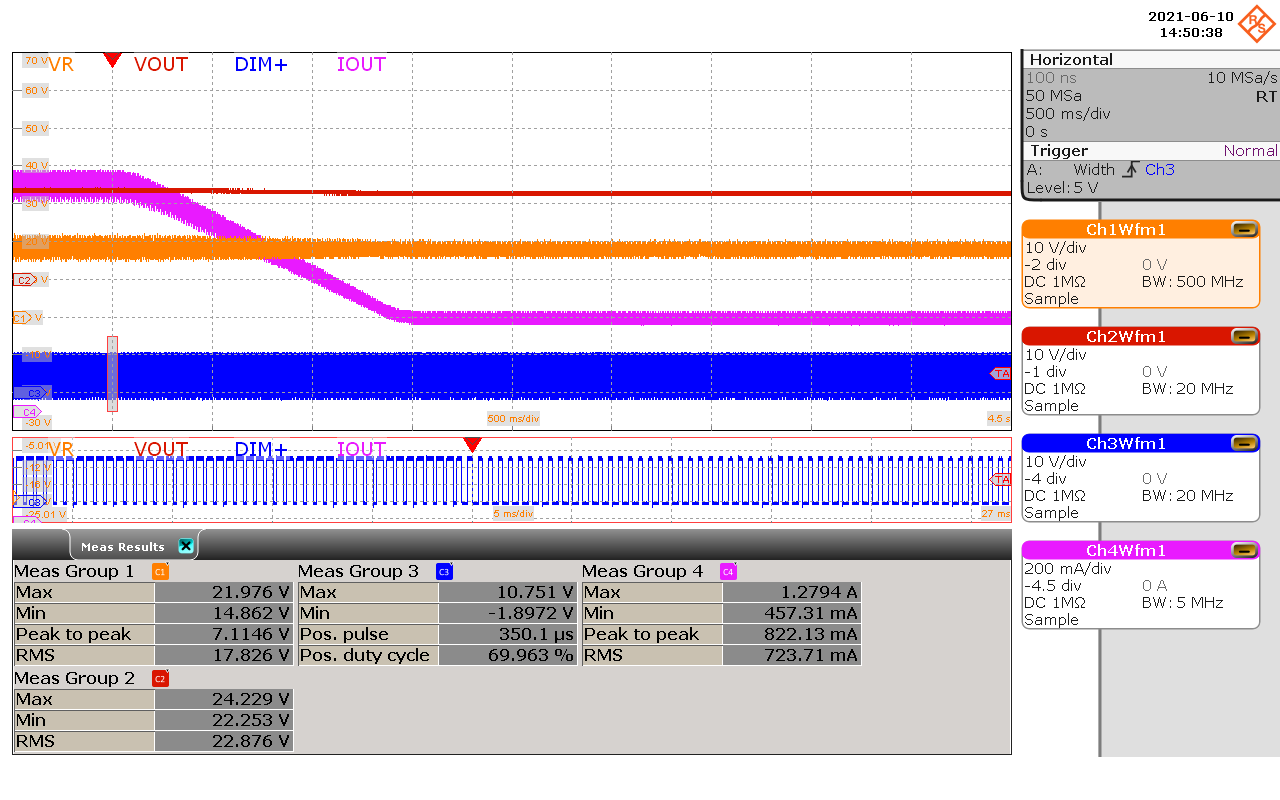 2021-06-10
14:50:38
R S
Horizontal
100 ns 10 MSa/s
50 MSa RT
500 ms/div
0 s
Trigger Normal
A: Width Ch3
Level: 5 V
70 V VR VOUT DIM+ IOUT
60 V
50 V
40 V
30 V
20 V
C2 V
C1 V
-10 V
C3
TA
C4
-30 V
500 ms/div 4.5 s
-5.01 VR VOUT DIM+ IOUT
-12 V
TA
C3
-25.01 V 5 ms/div 27 ms
C4
Ch1Wfm1
10 V/div
-2 div 0 V
DC 1MΩ BW: 500 MHz
Sample
Ch2Wfm1
10 V/div
-1 div 0 V
DC 1MΩ BW: 20 MHz
Sample
Ch3Wfm1
10 V/div
-4 div 0 V
DC 1MΩ BW: 20 MHz
Sample
Ch4Wfm1
200 mA/div
-4.5 div 0 A
DC 1MΩ BW: 5 MHz
Sample
Meas Results
Meas Group 1 C1
Max 21.976 V
Min 14.862 V
Peak to peak 7.1146 V
RMS 17.826 V
Meas Group 3 C3
Max 10.751 V
Min -1.8972 V
Pos. pulse 350.1 µs
Pos. duty cycle 69.963 %
Meas Group 4 C4
Max 1.2794 A
Min 457.31 mA
Peak to peak 822.13 mA
RMS 723.71 mA
Meas Group 2 C2
Max 24.229 V
Min 22.253 V
RMS 22.876 V